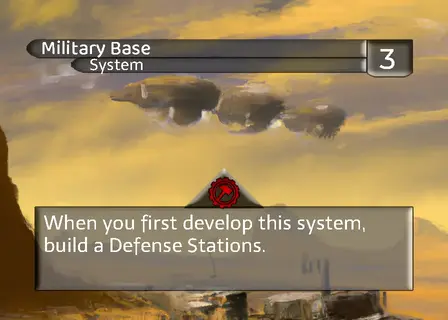 Military Base
3
System
When you first develop this system,
build a Defense Stations.